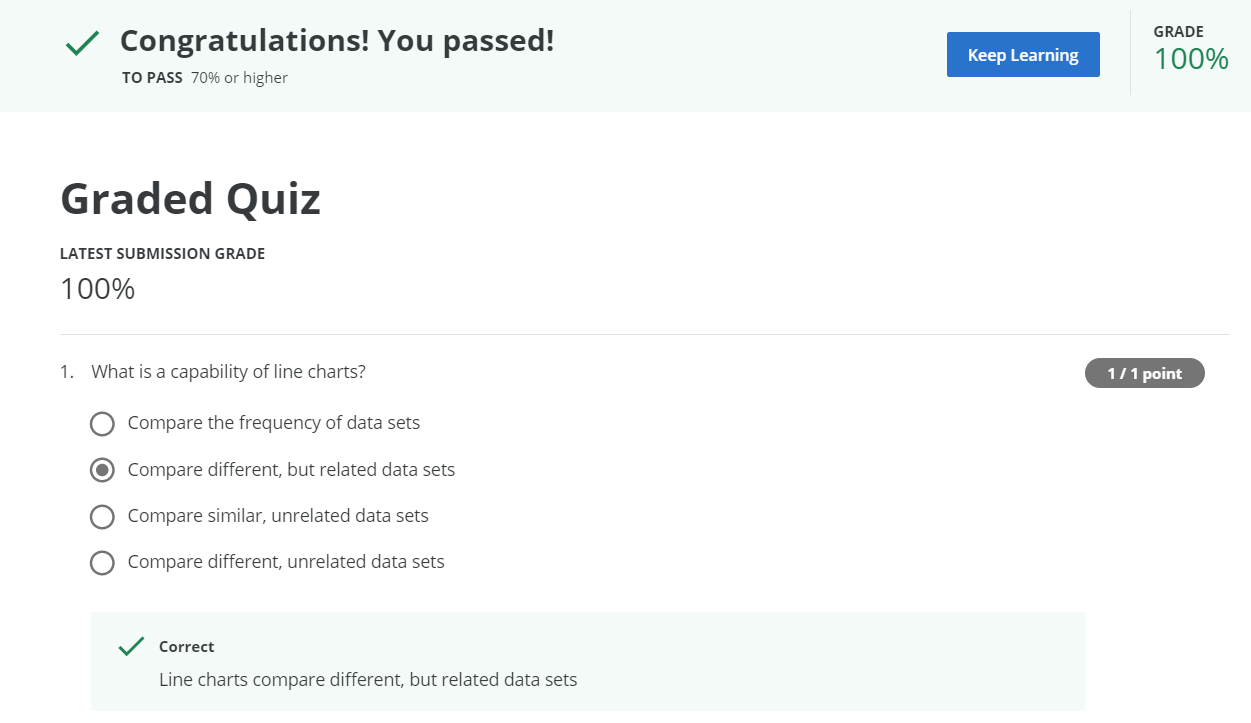 Congratulations! You passed!
TO PASS 70% or higher
Keep Learning
GRADE
100%
Graded Quiz
LATEST SUBMISSION GRADE
100%
1. What is a capability of line charts?
1 / 1 point
Compare the frequency of data sets
Compare different, but related data sets
Compare similar, unrelated data sets
Compare different, unrelated data sets
Correct
Line charts compare different, but related data sets